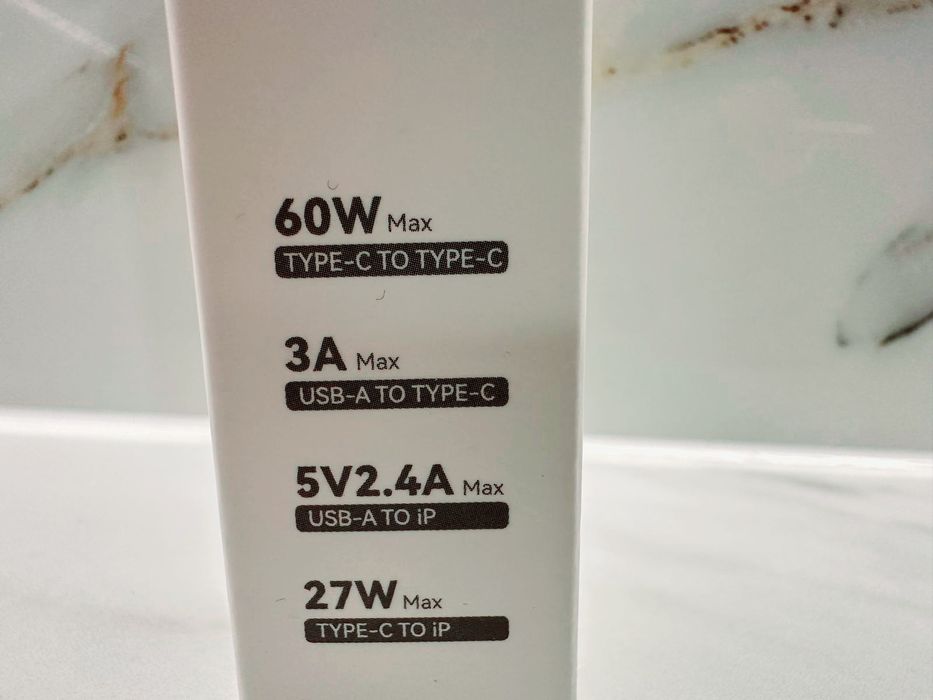 60W Max
TYPE-C TO TYPE-C
3A Max
USB-A TO TYPE-C
5V2.4A Max
USB-A TO iP
27W Max
TYPE-C TO iP